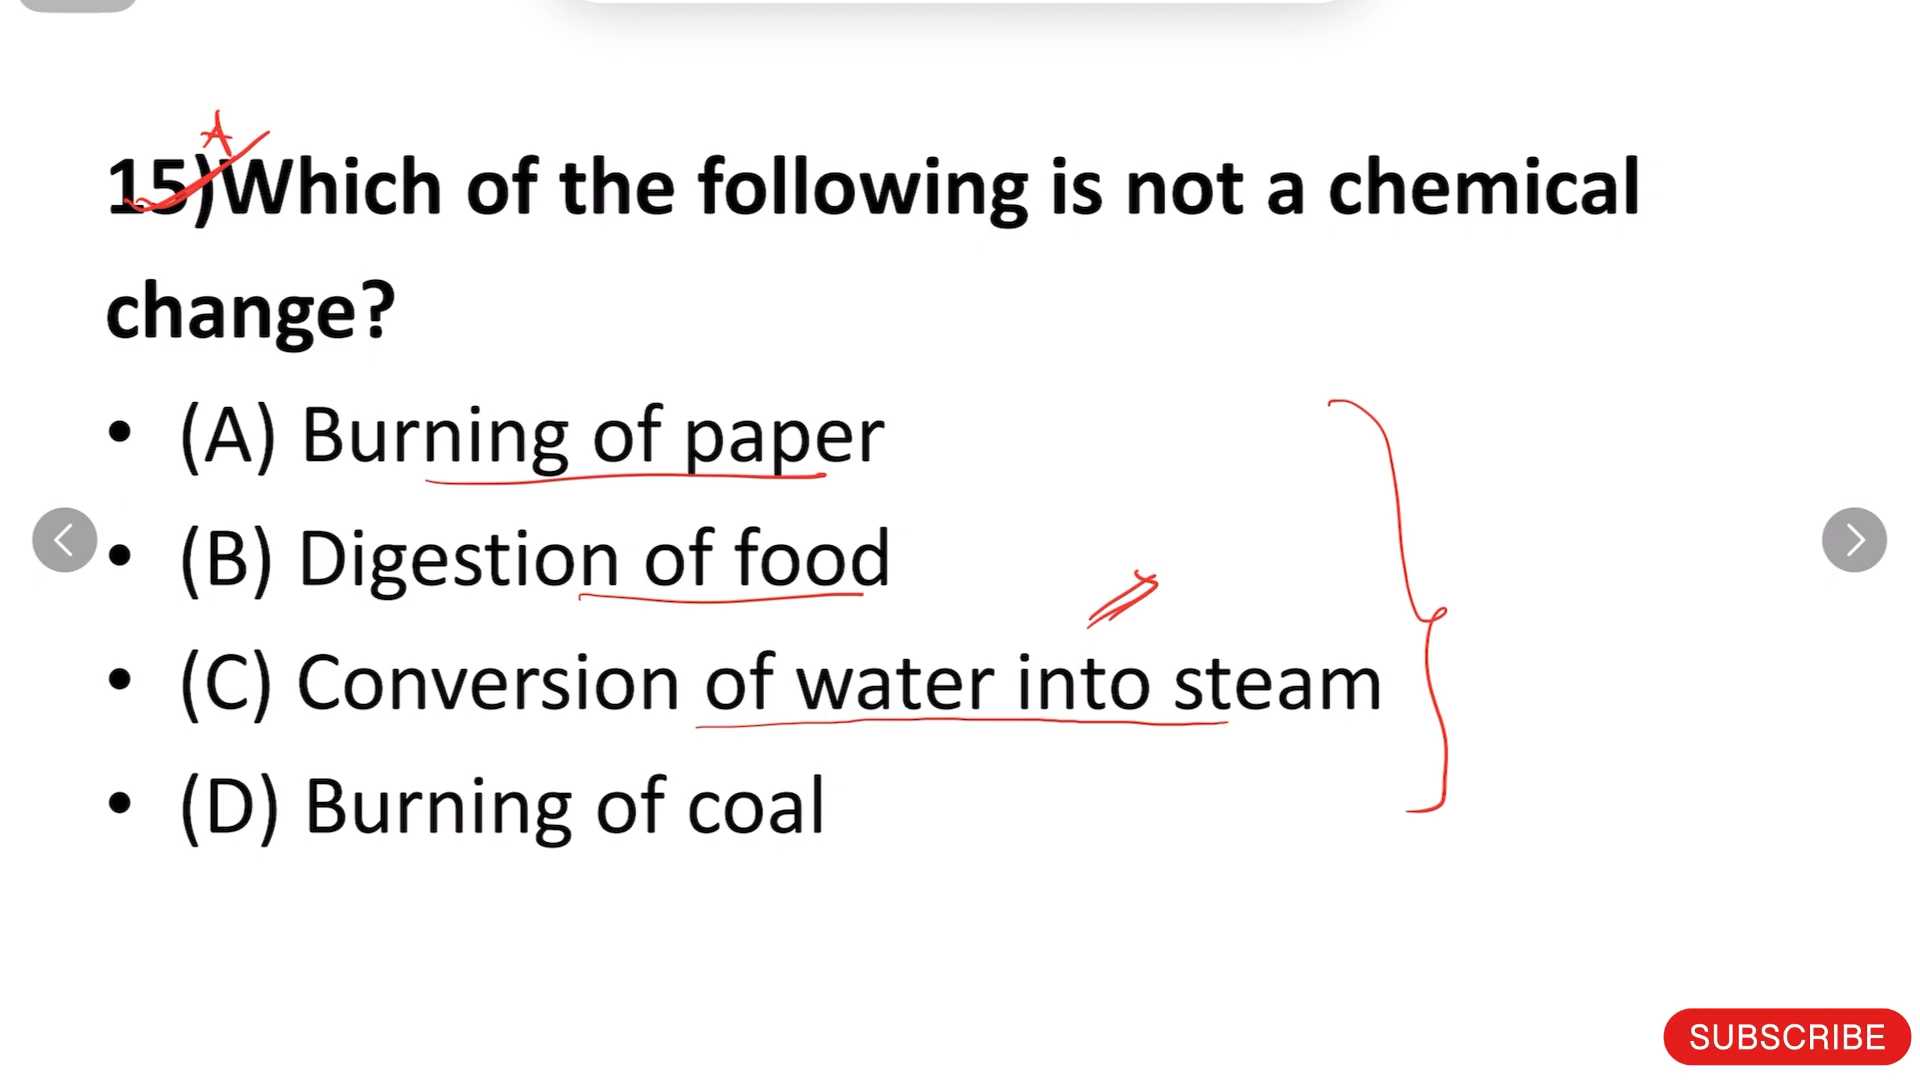 15)Which of the following is not a chemical
change?
• (A) Burning of paper
• (B) Digestion of food
• (C) Conversion of water into steam
• (D) Burning of coal
SUBSCRIBE